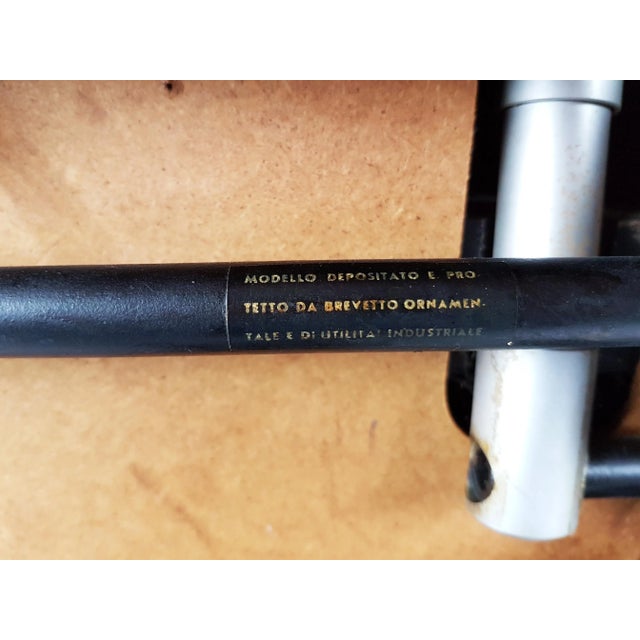 MODELLO DEPOSITATO E PRO-
TETTO DA BREVETTO ORNAMEN-
TALE E DI UTILITA' INDUSTRIALE